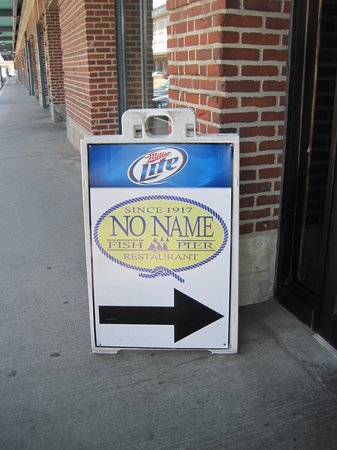 Miller
Lite
SINCE 1917
NO NAME
FISH PIER
RESTAURANT